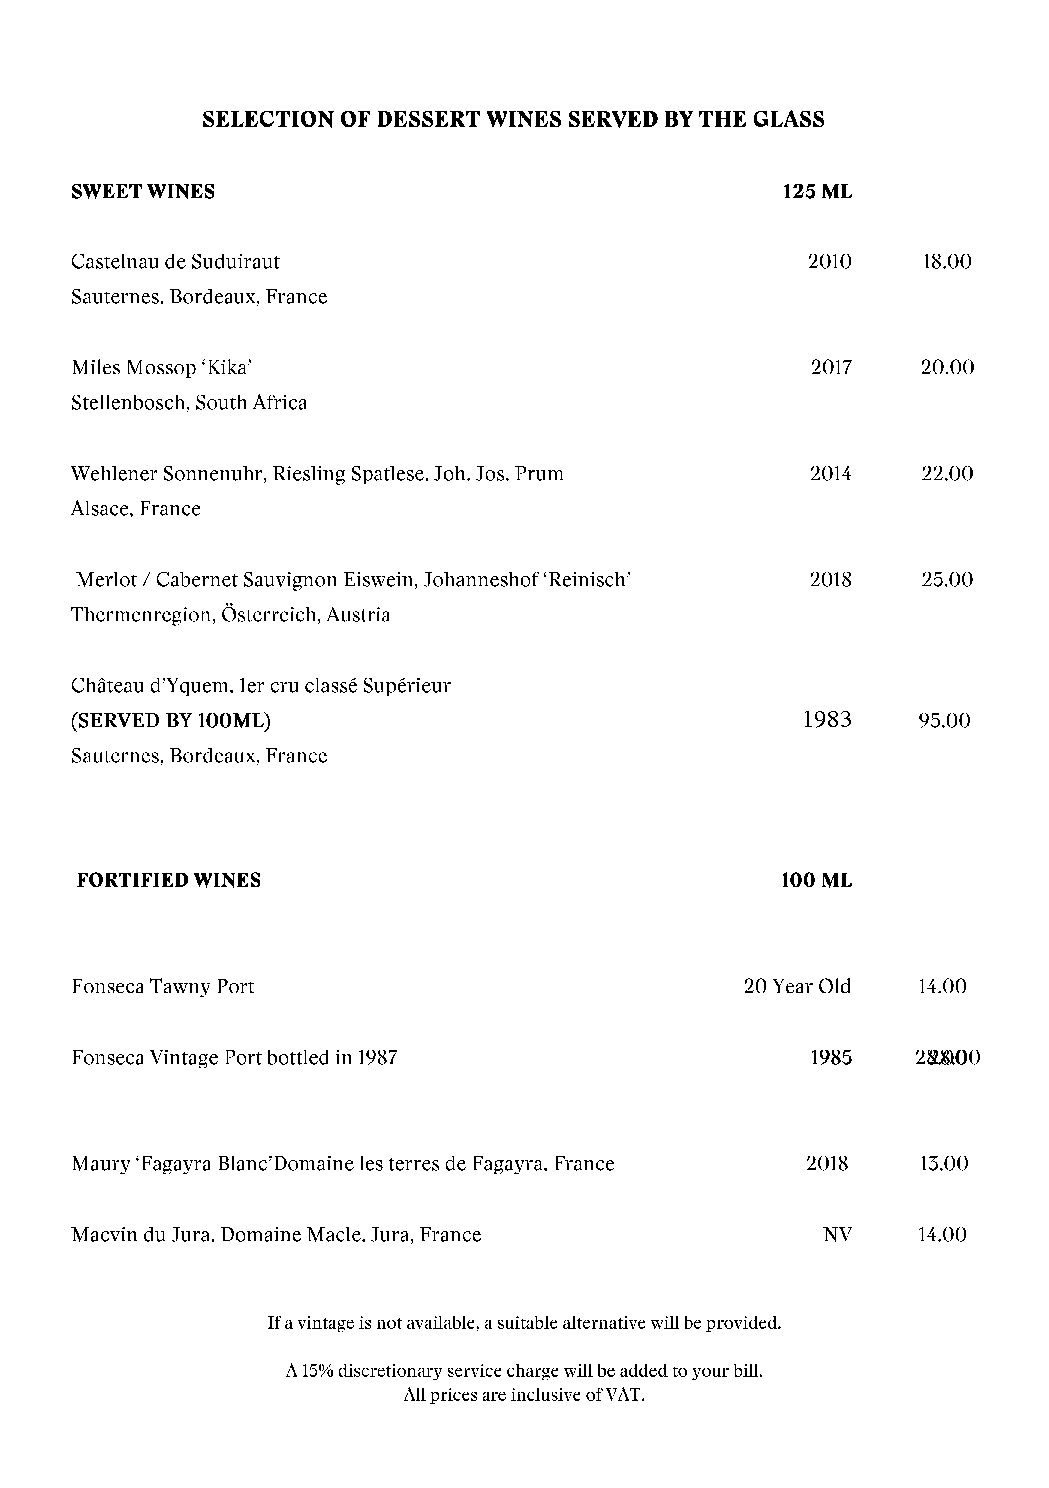 SELECTION OF DESSERT WINES SERVED BY THE GLASS
SWEET WINES 125 ML
Castelnau de Suduiraut 2010 18.00
Sauternes, Bordeaux, France
Miles Mossop ‘Kika’ 2017 20.00
Stellenbosch, South Africa
Wehlener Sonnenuhr, Riesling Spatlese, Joh. Jos. Prum 2014 22.00
Alsace, France
Merlot / Cabernet Sauvignon Eiswein, Johanneshof ‘Reinisch’ 2018 25.00
Thermenregion, Österreich, Austria
Château d’Yquem, 1er cru classé Supérieur
(SERVED BY 100ML) 1983 95.00
Sauternes, Bordeaux, France
FORTIFIED WINES 100 ML
Fonseca Tawny Port 20 Year Old 14.00
Fonseca Vintage Port bottled in 1987 1985
Maury ‘Fagayra Blanc’Domaine les terres de Fagayra, France 2018 13.00
Macvin du Jura, Domaine Macle, Jura, France NV 14.00
If a vintage is not available, a suitable alternative will be provided.
A 15% discretionary service charge will be added to your bill.
All prices are inclusive of VAT.